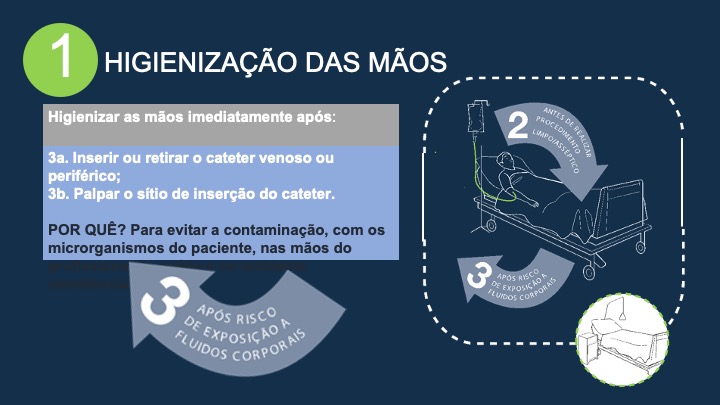 1 HIGIENIZAÇÃO DAS MÃOS
Higienizar as mãos imediatamente após:
3a. Inserir ou retirar o cateter venoso ou
periférico;
3b. Palpar o sítio de inserção do cateter.
POR QUÊ? Para evitar a contaminação, com os
microrganismos do paciente, nas mãos do
3
APÓS RISCO
DE EXPOSIÇÃO A
FLUIDOS CORPORAIS
2
ANTES DE REALIZAR
PROCEDIMENTO
LIMPO/ASSÉPTICO
3
APÓS RISCO
DE EXPOSIÇÃO A
FLUIDOS CORPORAIS